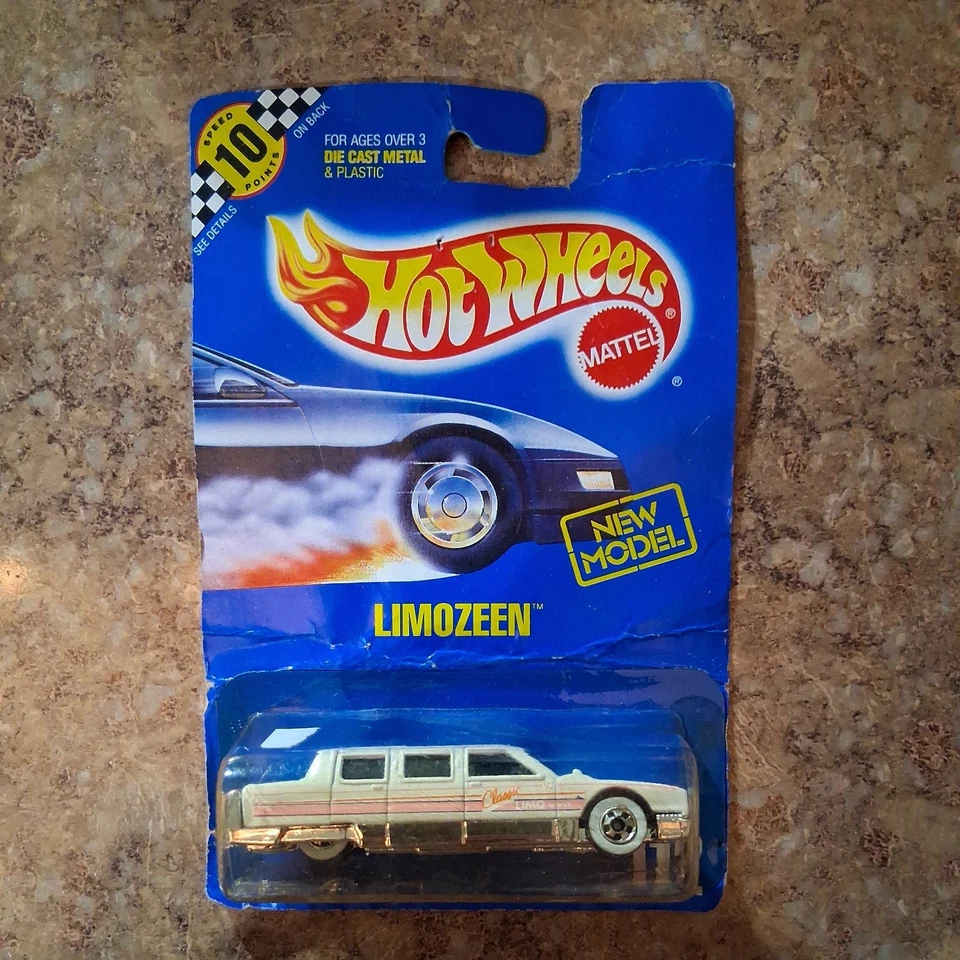 SPEED
10
POINTS
ON BACK
SEE DETAILS
FOR AGES OVER 3
DIE CAST METAL
& PLASTIC
HOT WHEELS®
MATTEL
®
NEW
MODEL
LIMOZEEN™
Classic
LIMO